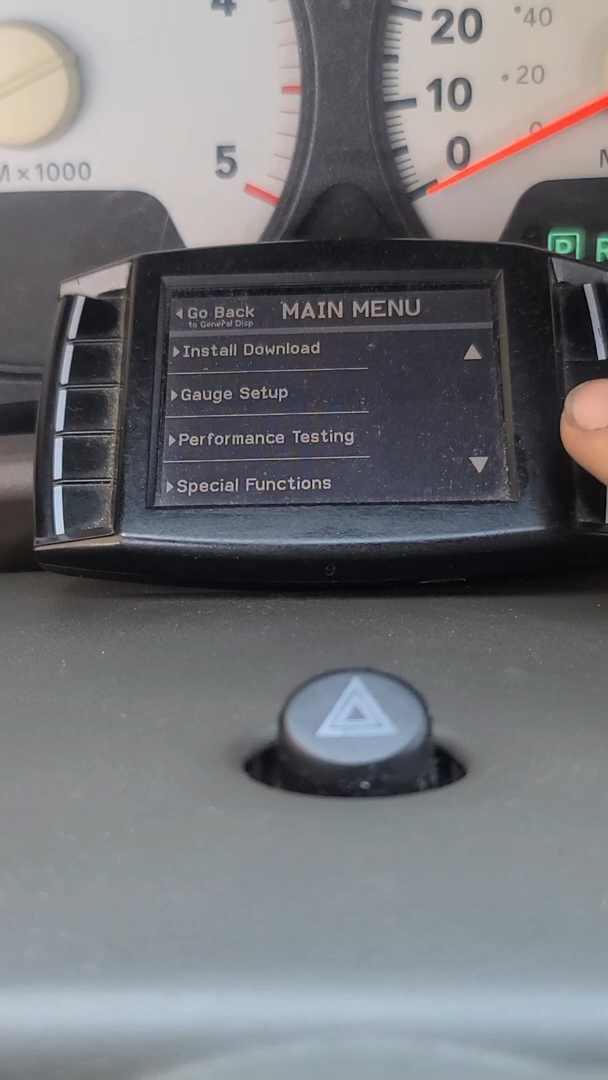 4
5
M x 1000
20
10
0
40
20
0
P R
Go Back
to General Disp
MAIN MENU
Install Download
Gauge Setup
Performance Testing
Special Functions